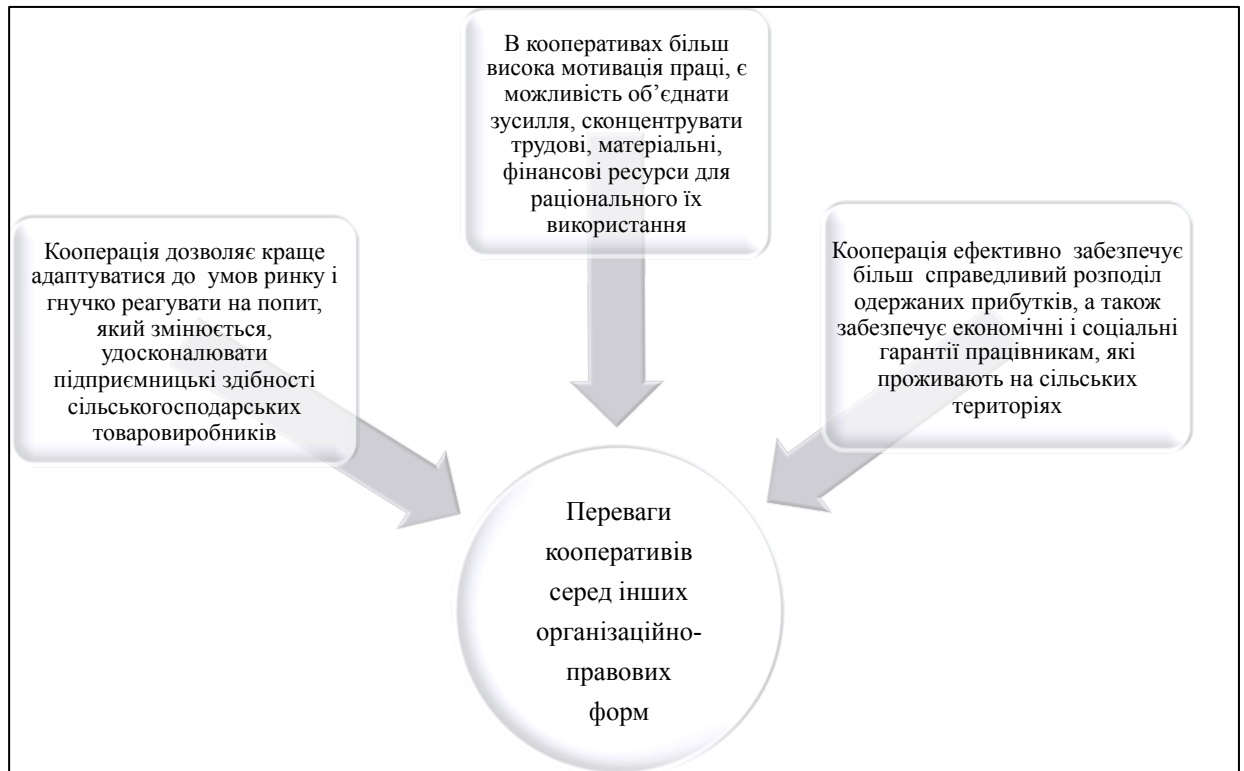 В кооперативах більш
висока мотивація праці, є
можливість об’єднати
зусилля, сконцентрувати
трудові, матеріальні,
фінансові ресурси для
раціонального їх
використання
Кооперація дозволяє краще
адаптуватися до умов ринку і
гнучко реагувати на попит,
який змінюється,
удосконалювати
підприємницькі здібності
сільськогосподарських
товаровиробників
Кооперація ефективно забезпечує
більш справедливий розподіл
одержаних прибутків, а також
забезпечує економічні і соціальні
гарантії працівникам, які
проживають на сільських
територіях
Переваги
кооперативів
серед інших
організаційно-
правових
форм